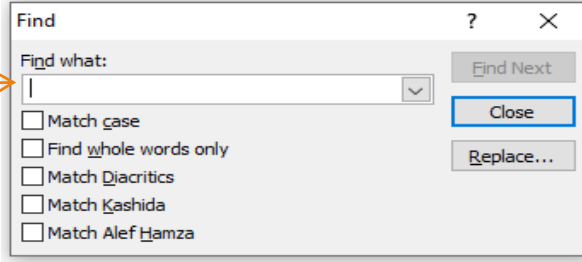 Find ? ×
Find what:
Find Next
Close
Match case
Find whole words only
Replace...
Match Diacritics
Match Kashida
Match Alef Hamza